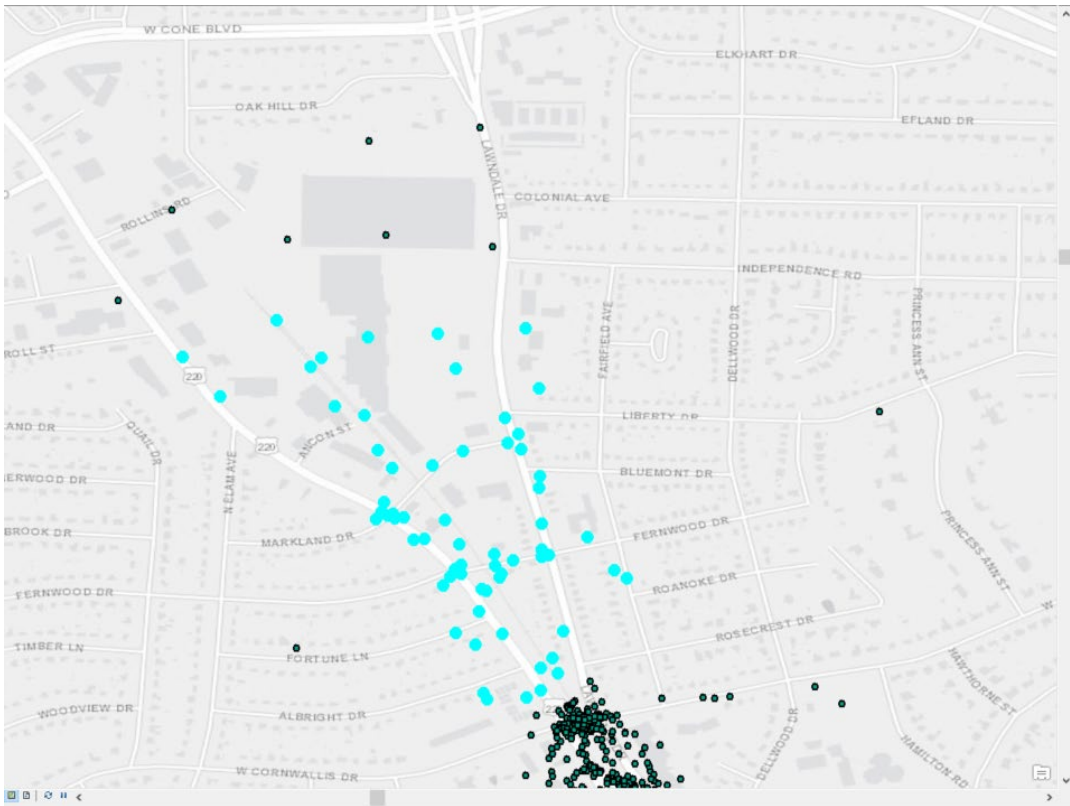 W CONE BLVD
ELKHART DR
OAK HILL DR
EFLAND DR
LAWNDALE DR
COLONIAL AVE
ROLLINS RD
INDEPENDENCE RD
PRINCESS ANN ST
FAIRFIELD AVE
DELLWOOD DR
ROLL ST
220
LIBERTY DR
AND DR
QUAIL DR
ANCON ST
220
N ELAM AVE
BLUEMONT DR
ERWOOD DR
BROOK DR
MARKLAND DR
FERNWOOD DR
PRINCESS ANN ST
FERNWOOD DR
ROANOKE DR
W
ROSECREST DR
TIMBER LN
FORTUNE LN
HAWTHORNE ST
WOODVIEW DR
ALBRIGHT DR
22
DELLWOOD DR
HAMILTON RD
W CORNWALLIS DR